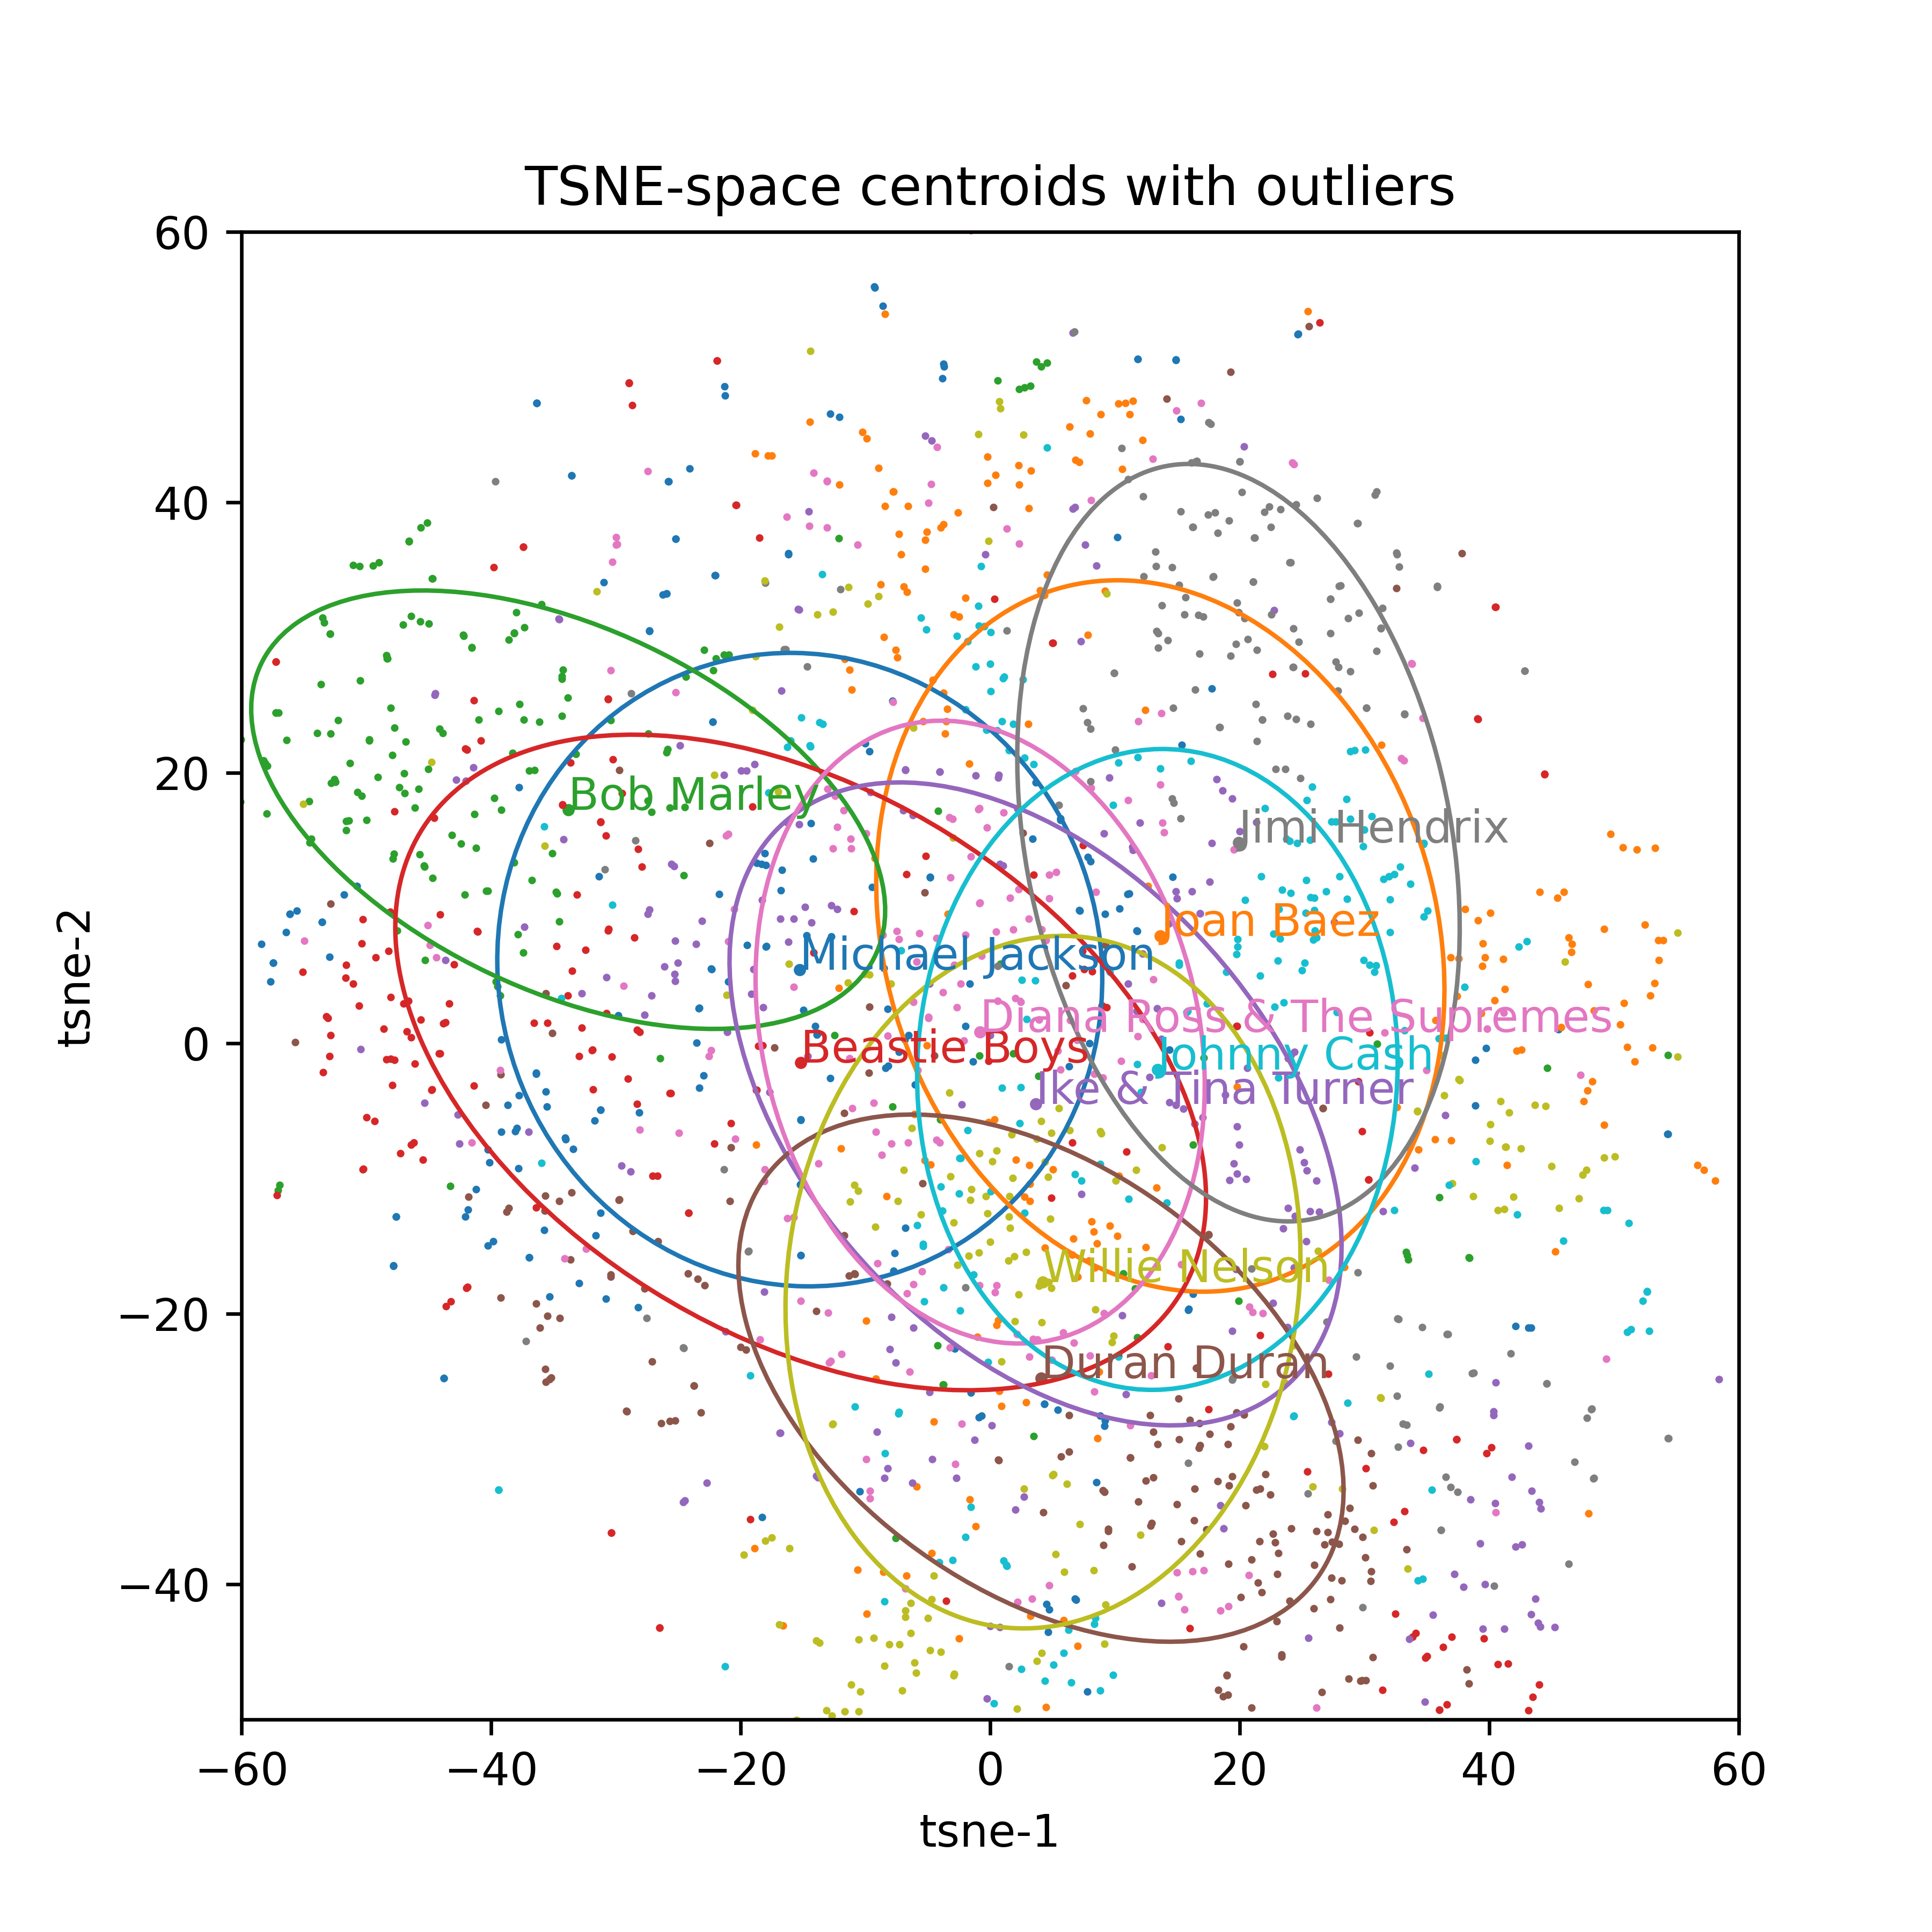 TSNE-space centroids with outliers
60
40
20
0
−20
−40
tsne-2
Bob Marley
Jimi Hendrix
Joan Baez
Michael Jackson
Diana Ross & The Supremes
Beastie Boys
Johnny Cash
Ike & Tina Turner
Willie Nelson
Duran Duran
−60 −40 −20 0 20 40 60
tsne-1